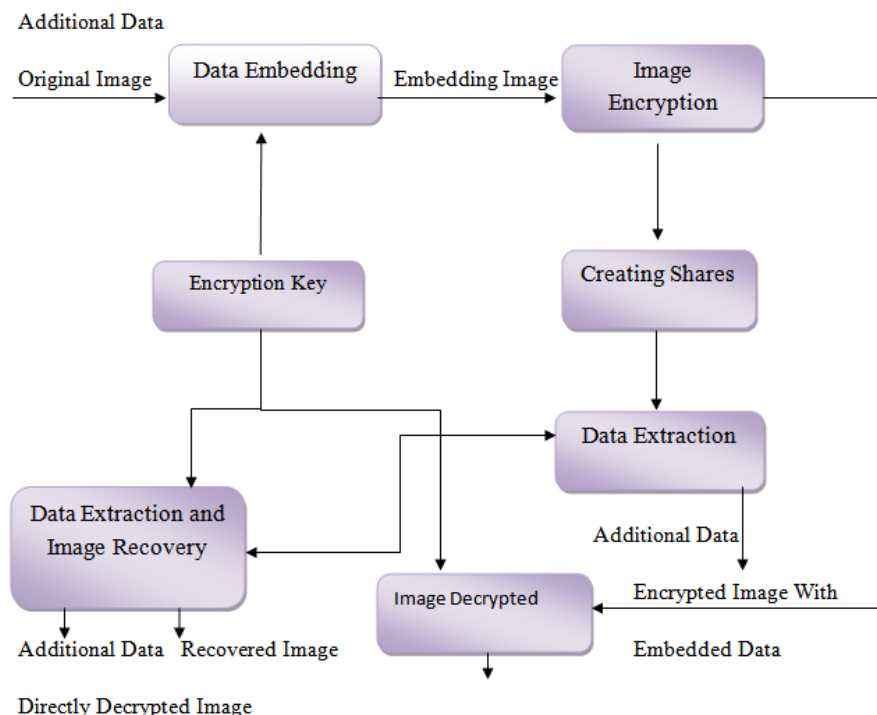 Additional Data
Original Image
Data Embedding
Embedding Image
Image
Encryption
Encryption Key
Creating Shares
Data Extraction
Data Extraction and
Image Recovery
Additional Data
Image Decrypted
Encrypted Image With
Embedded Data
Additional Data
Recovered Image
Directly Decrypted Image